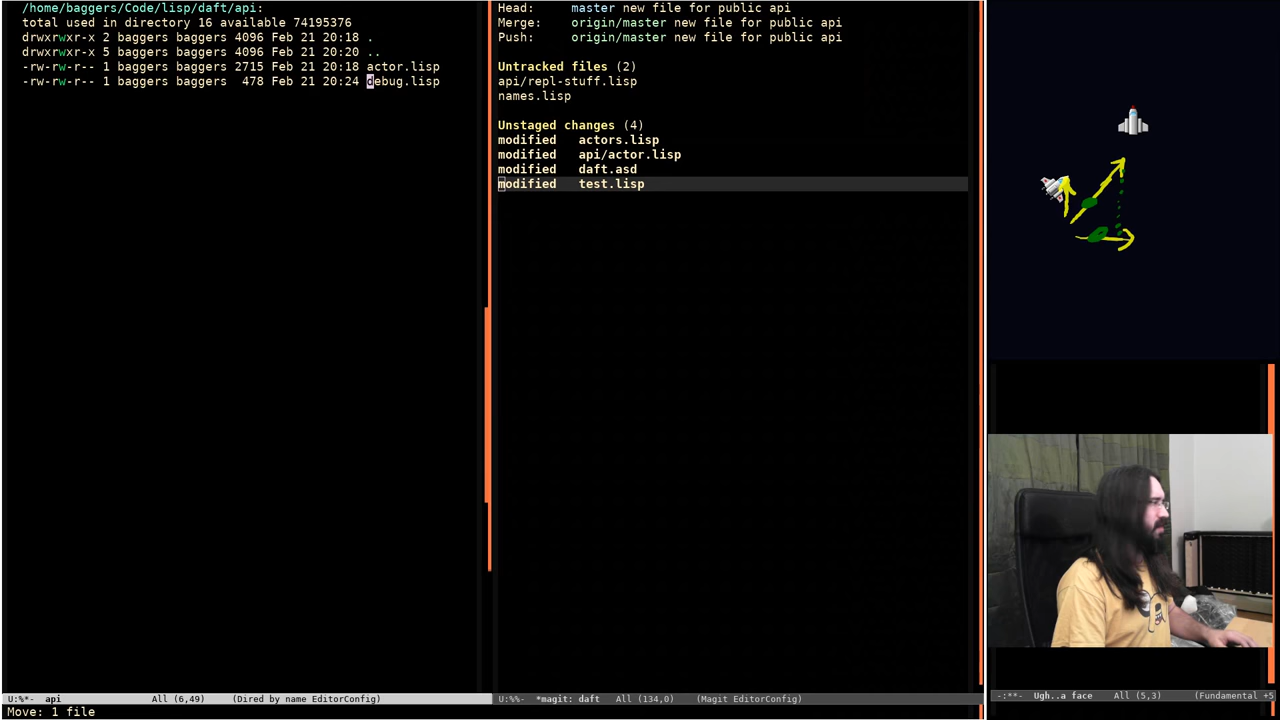 /home/baggers/Code/lisp/daft/api:
total used in directory 16 available 74195376
drwxrwxr-x 2 baggers baggers 4096 Feb 21 20:18 .
drwxrwxr-x 5 baggers baggers 4096 Feb 21 20:20 ..
-rw-rw-r-- 1 baggers baggers 2715 Feb 21 20:18 actor.lisp
-rw-rw-r-- 1 baggers baggers  478 Feb 21 20:24 debug.lisp
Head:     master new file for public api
Merge:    origin/master new file for public api
Push:     origin/master new file for public api
Untracked files (2)
api/repl-stuff.lisp
names.lisp
Unstaged changes (4)
modified   actors.lisp
modified   api/actor.lisp
modified   daft.asd
modified   test.lisp
U:%*-  api            All (6,49)    (Dired by name EditorConfig)
U:%%-  *magit: daft   All (134,0)    (Magit EditorConfig)
-:**-  Ugh..a face    All (5,3)      (Fundamental +5
Move: 1 file